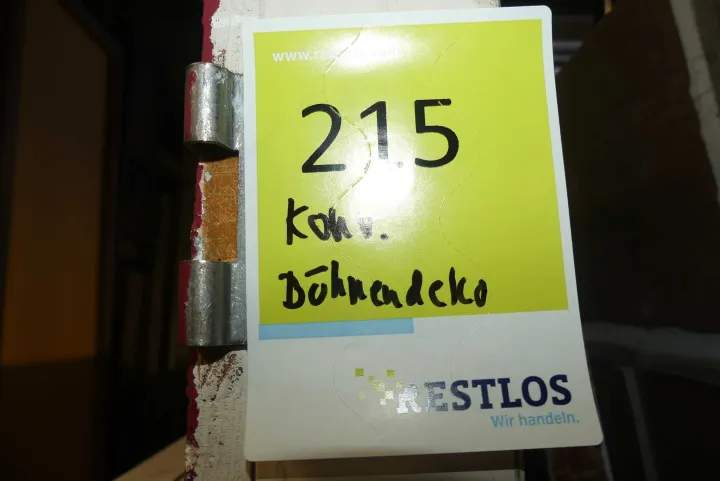 215
Konv.
Bühnendeko
RESTLOS
Wir handeln.